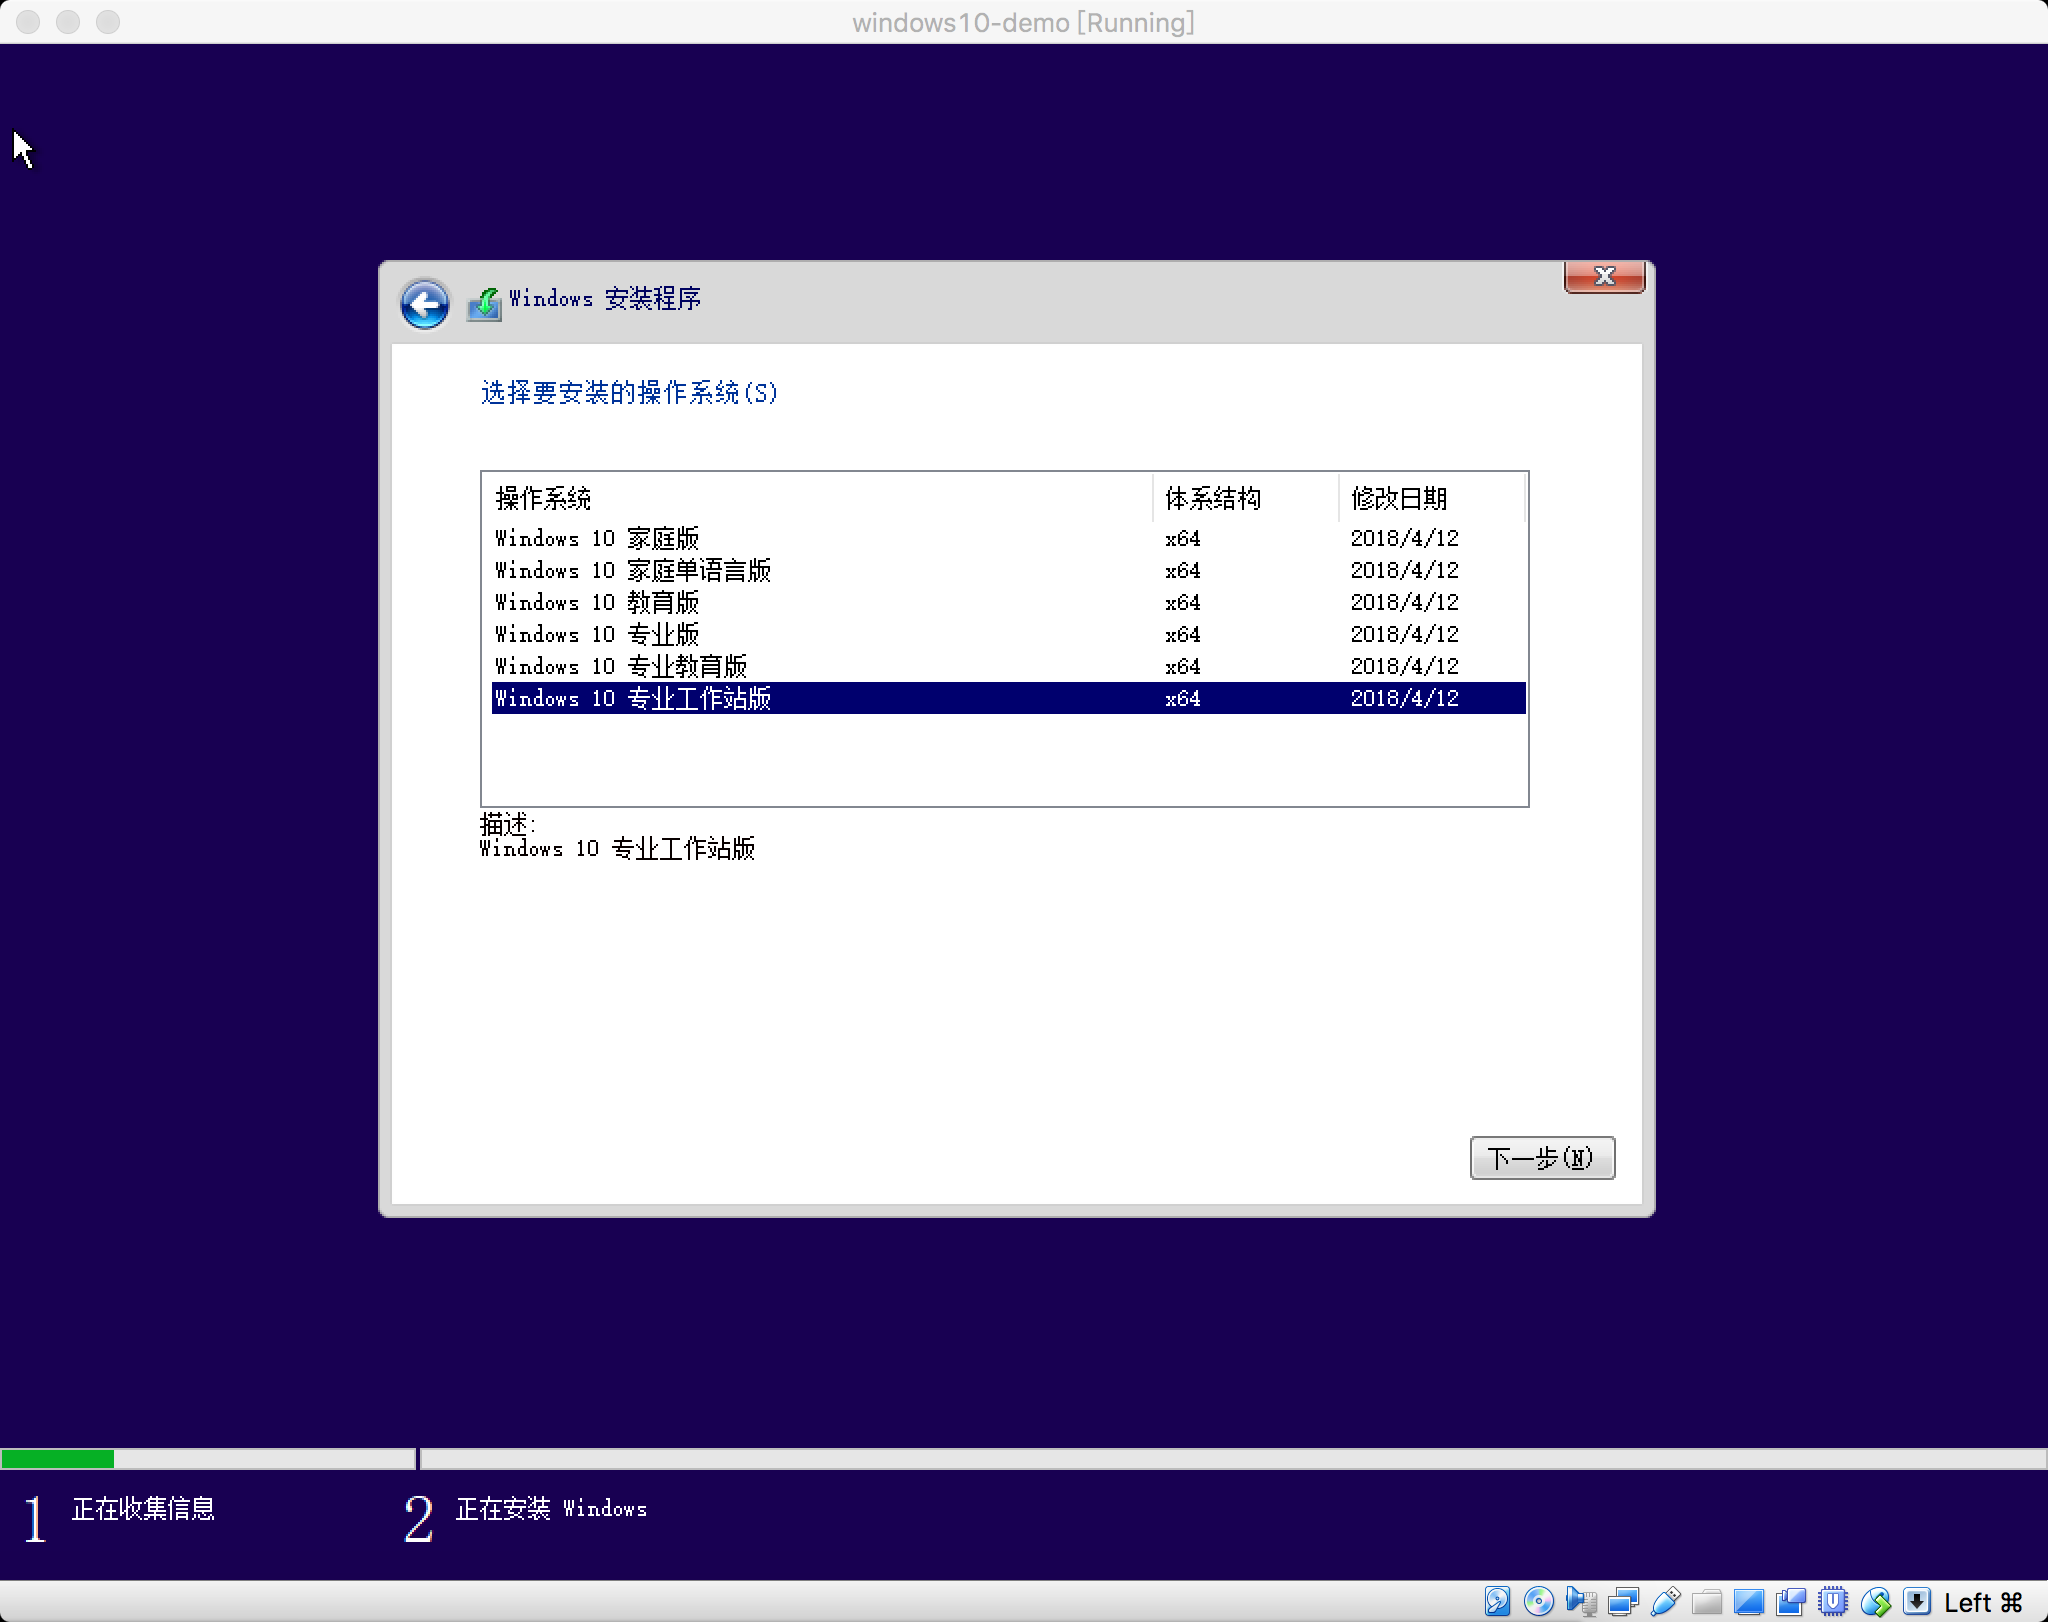 windows10-demo [Running]
Windows 安装程序
选择要安装的操作系统(S)
操作系统 体系结构 修改日期
Windows 10 家庭版 x64 2018/4/12
Windows 10 家庭单语言版 x64 2018/4/12
Windows 10 教育版 x64 2018/4/12
Windows 10 专业版 x64 2018/4/12
Windows 10 专业教育版 x64 2018/4/12
Windows 10 专业工作站版 x64 2018/4/12
描述:
Windows 10 专业工作站版
下一步(N)
1 正在收集信息 2 正在安装 Windows
Left ⌘